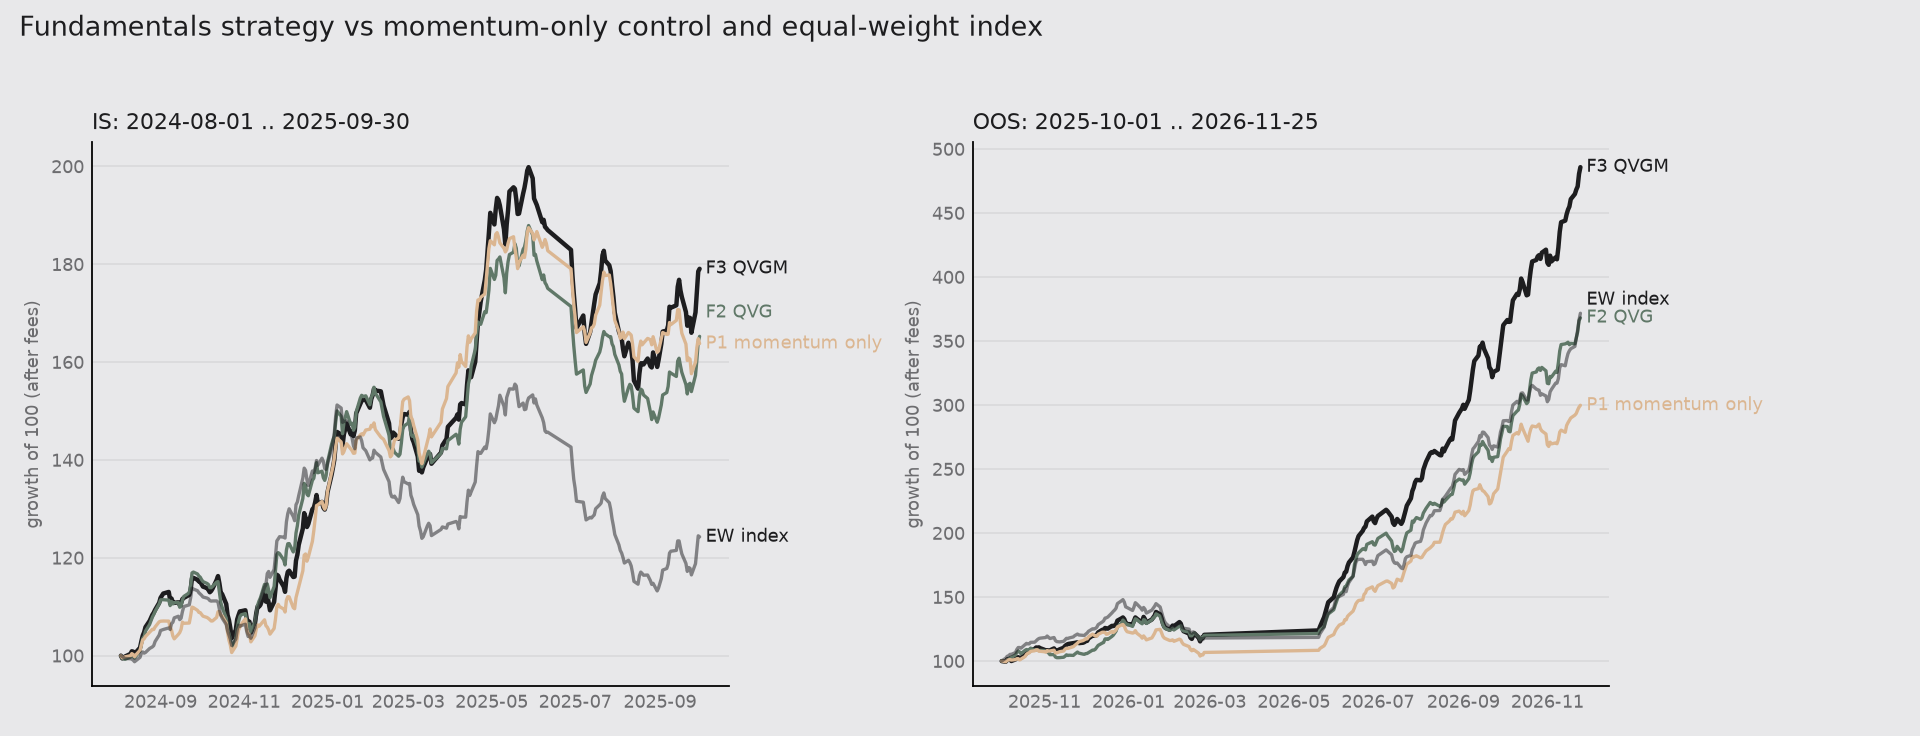 Fundamentals strategy vs momentum-only control and equal-weight index
IS: 2024-08-01 .. 2025-09-30
growth of 100 (after fees)
200
180
160
140
120
100
F3 QVGM
F2 QVG
P1 momentum only
EW index
2024-09 2024-11 2025-01 2025-03 2025-05 2025-07 2025-09
OOS: 2025-10-01 .. 2026-11-25
growth of 100 (after fees)
500
450
400
350
300
250
200
150
100
F3 QVGM
EW index
F2 QVG
P1 momentum only
2025-11 2026-01 2026-03 2026-05 2026-07 2026-09 2026-11